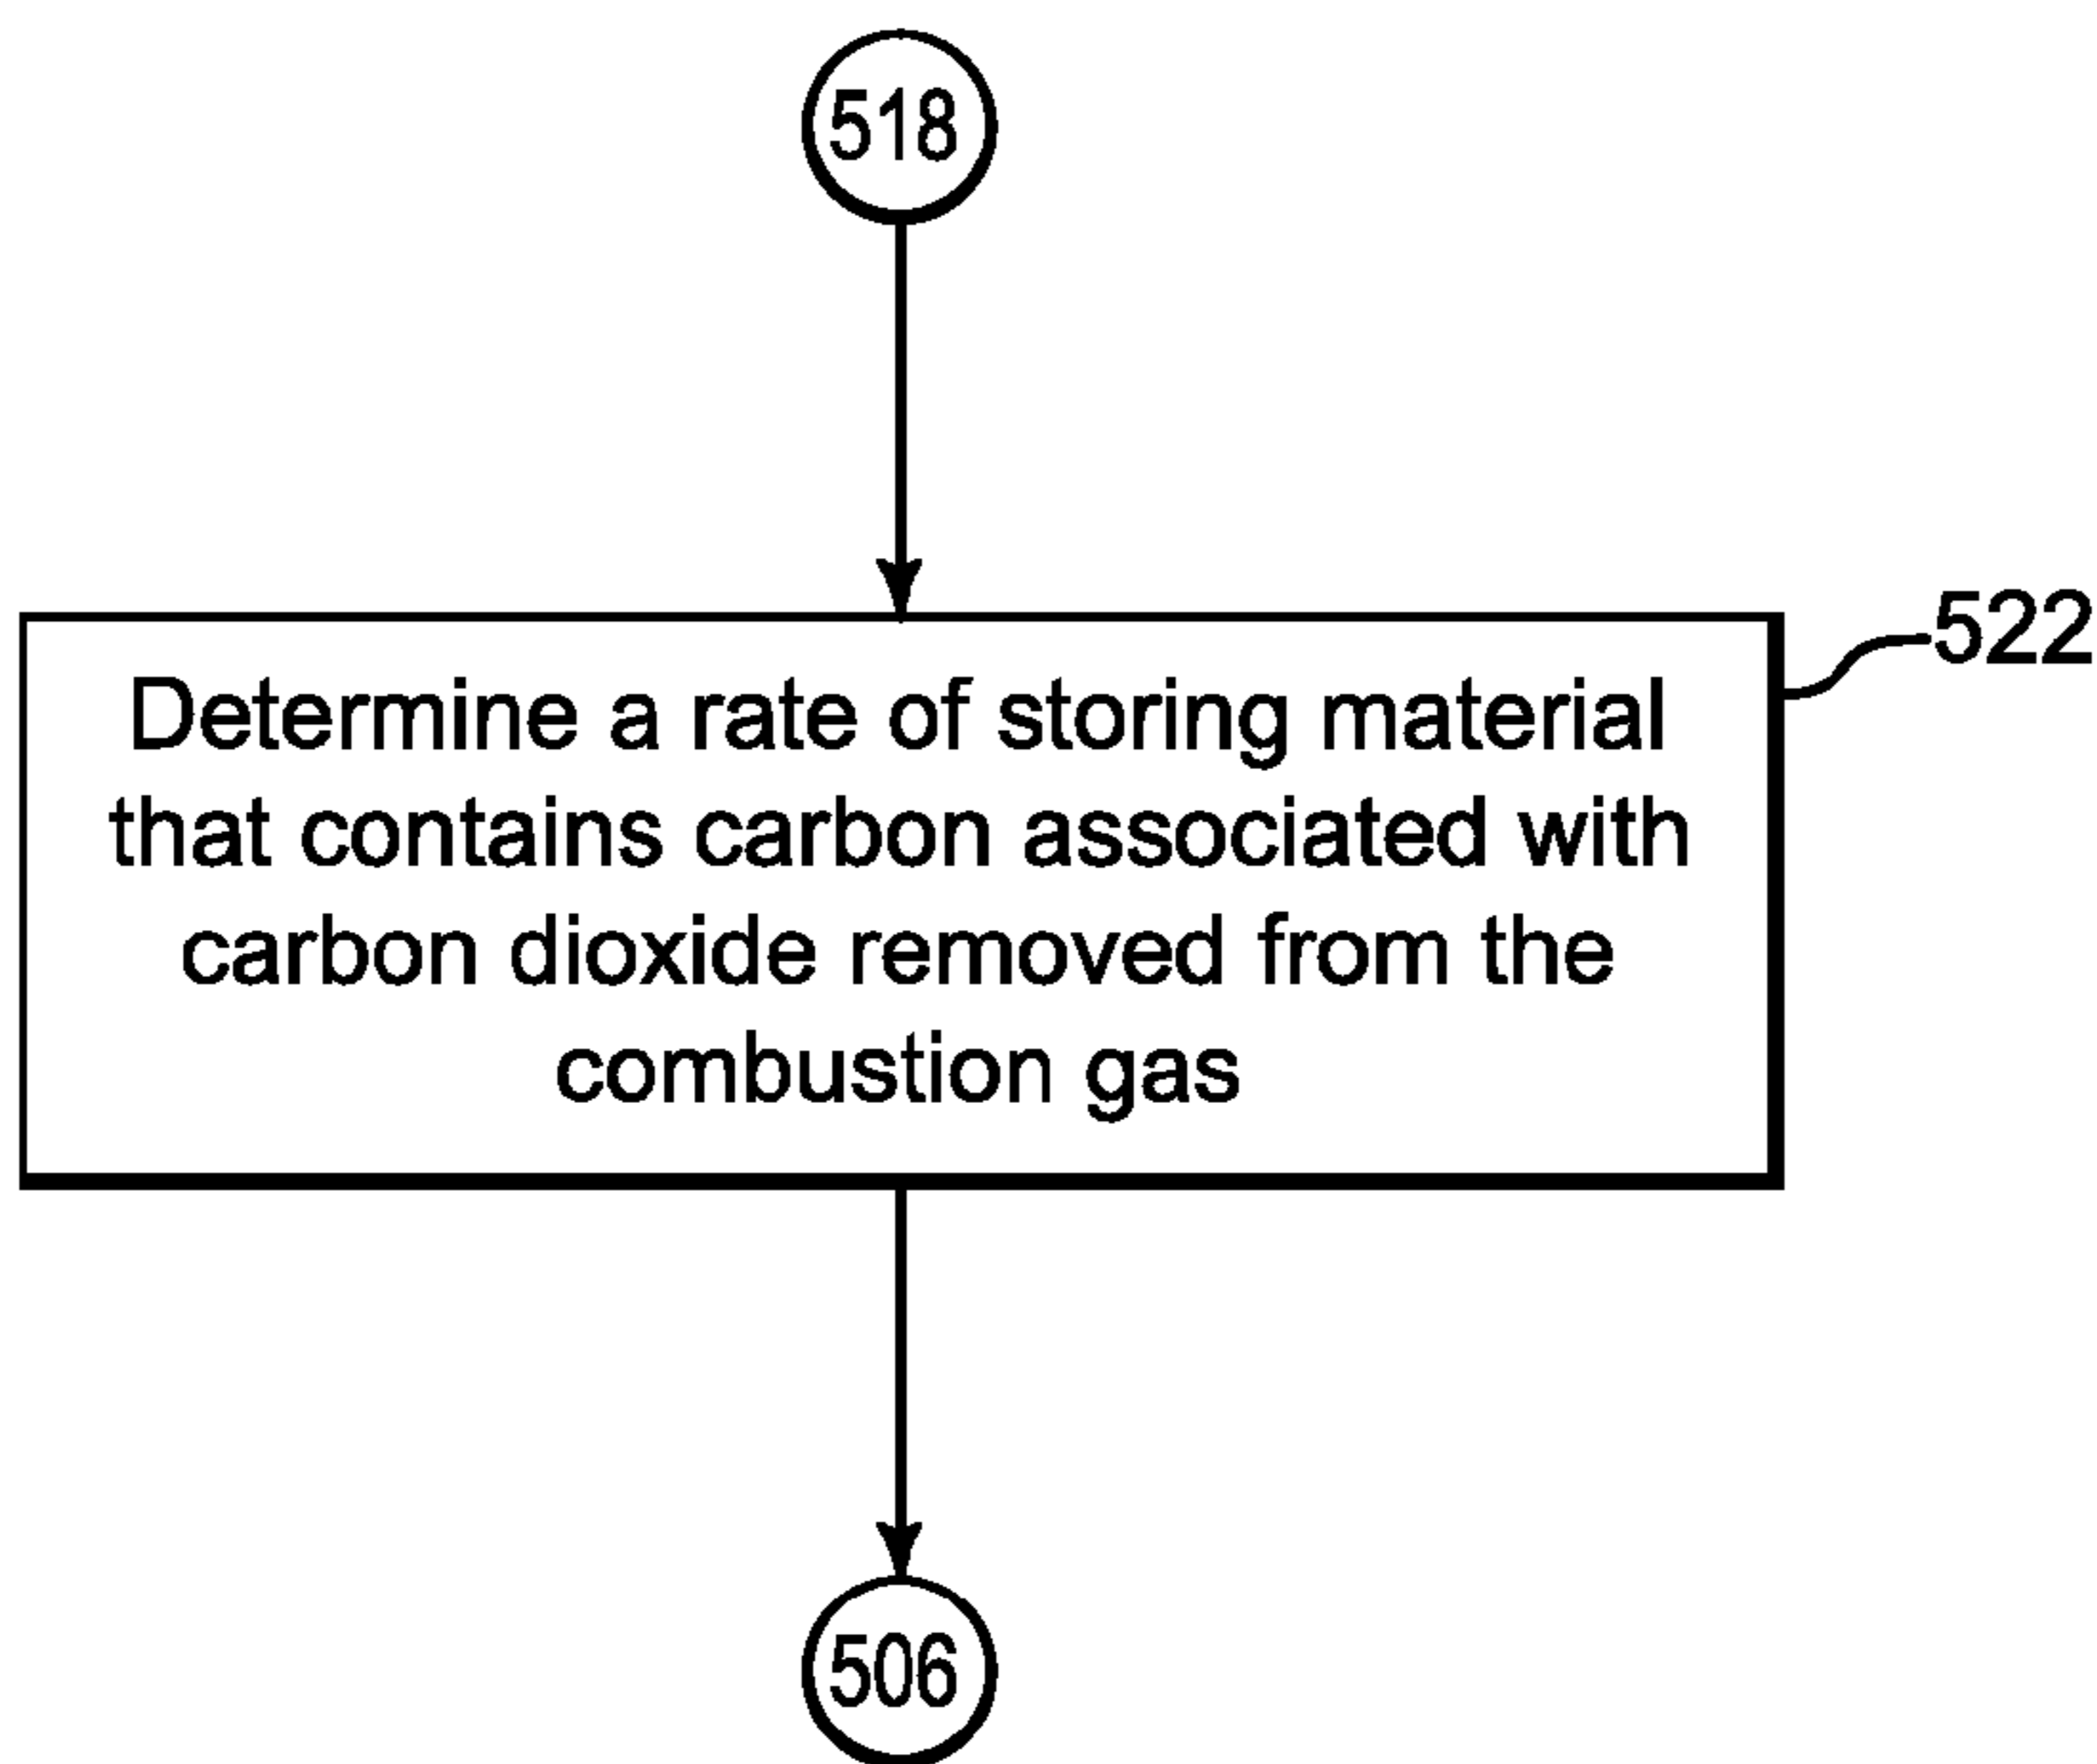 518
522
Determine a rate of storing material
that contains carbon associated with
carbon dioxide removed from the
combustion gas
506